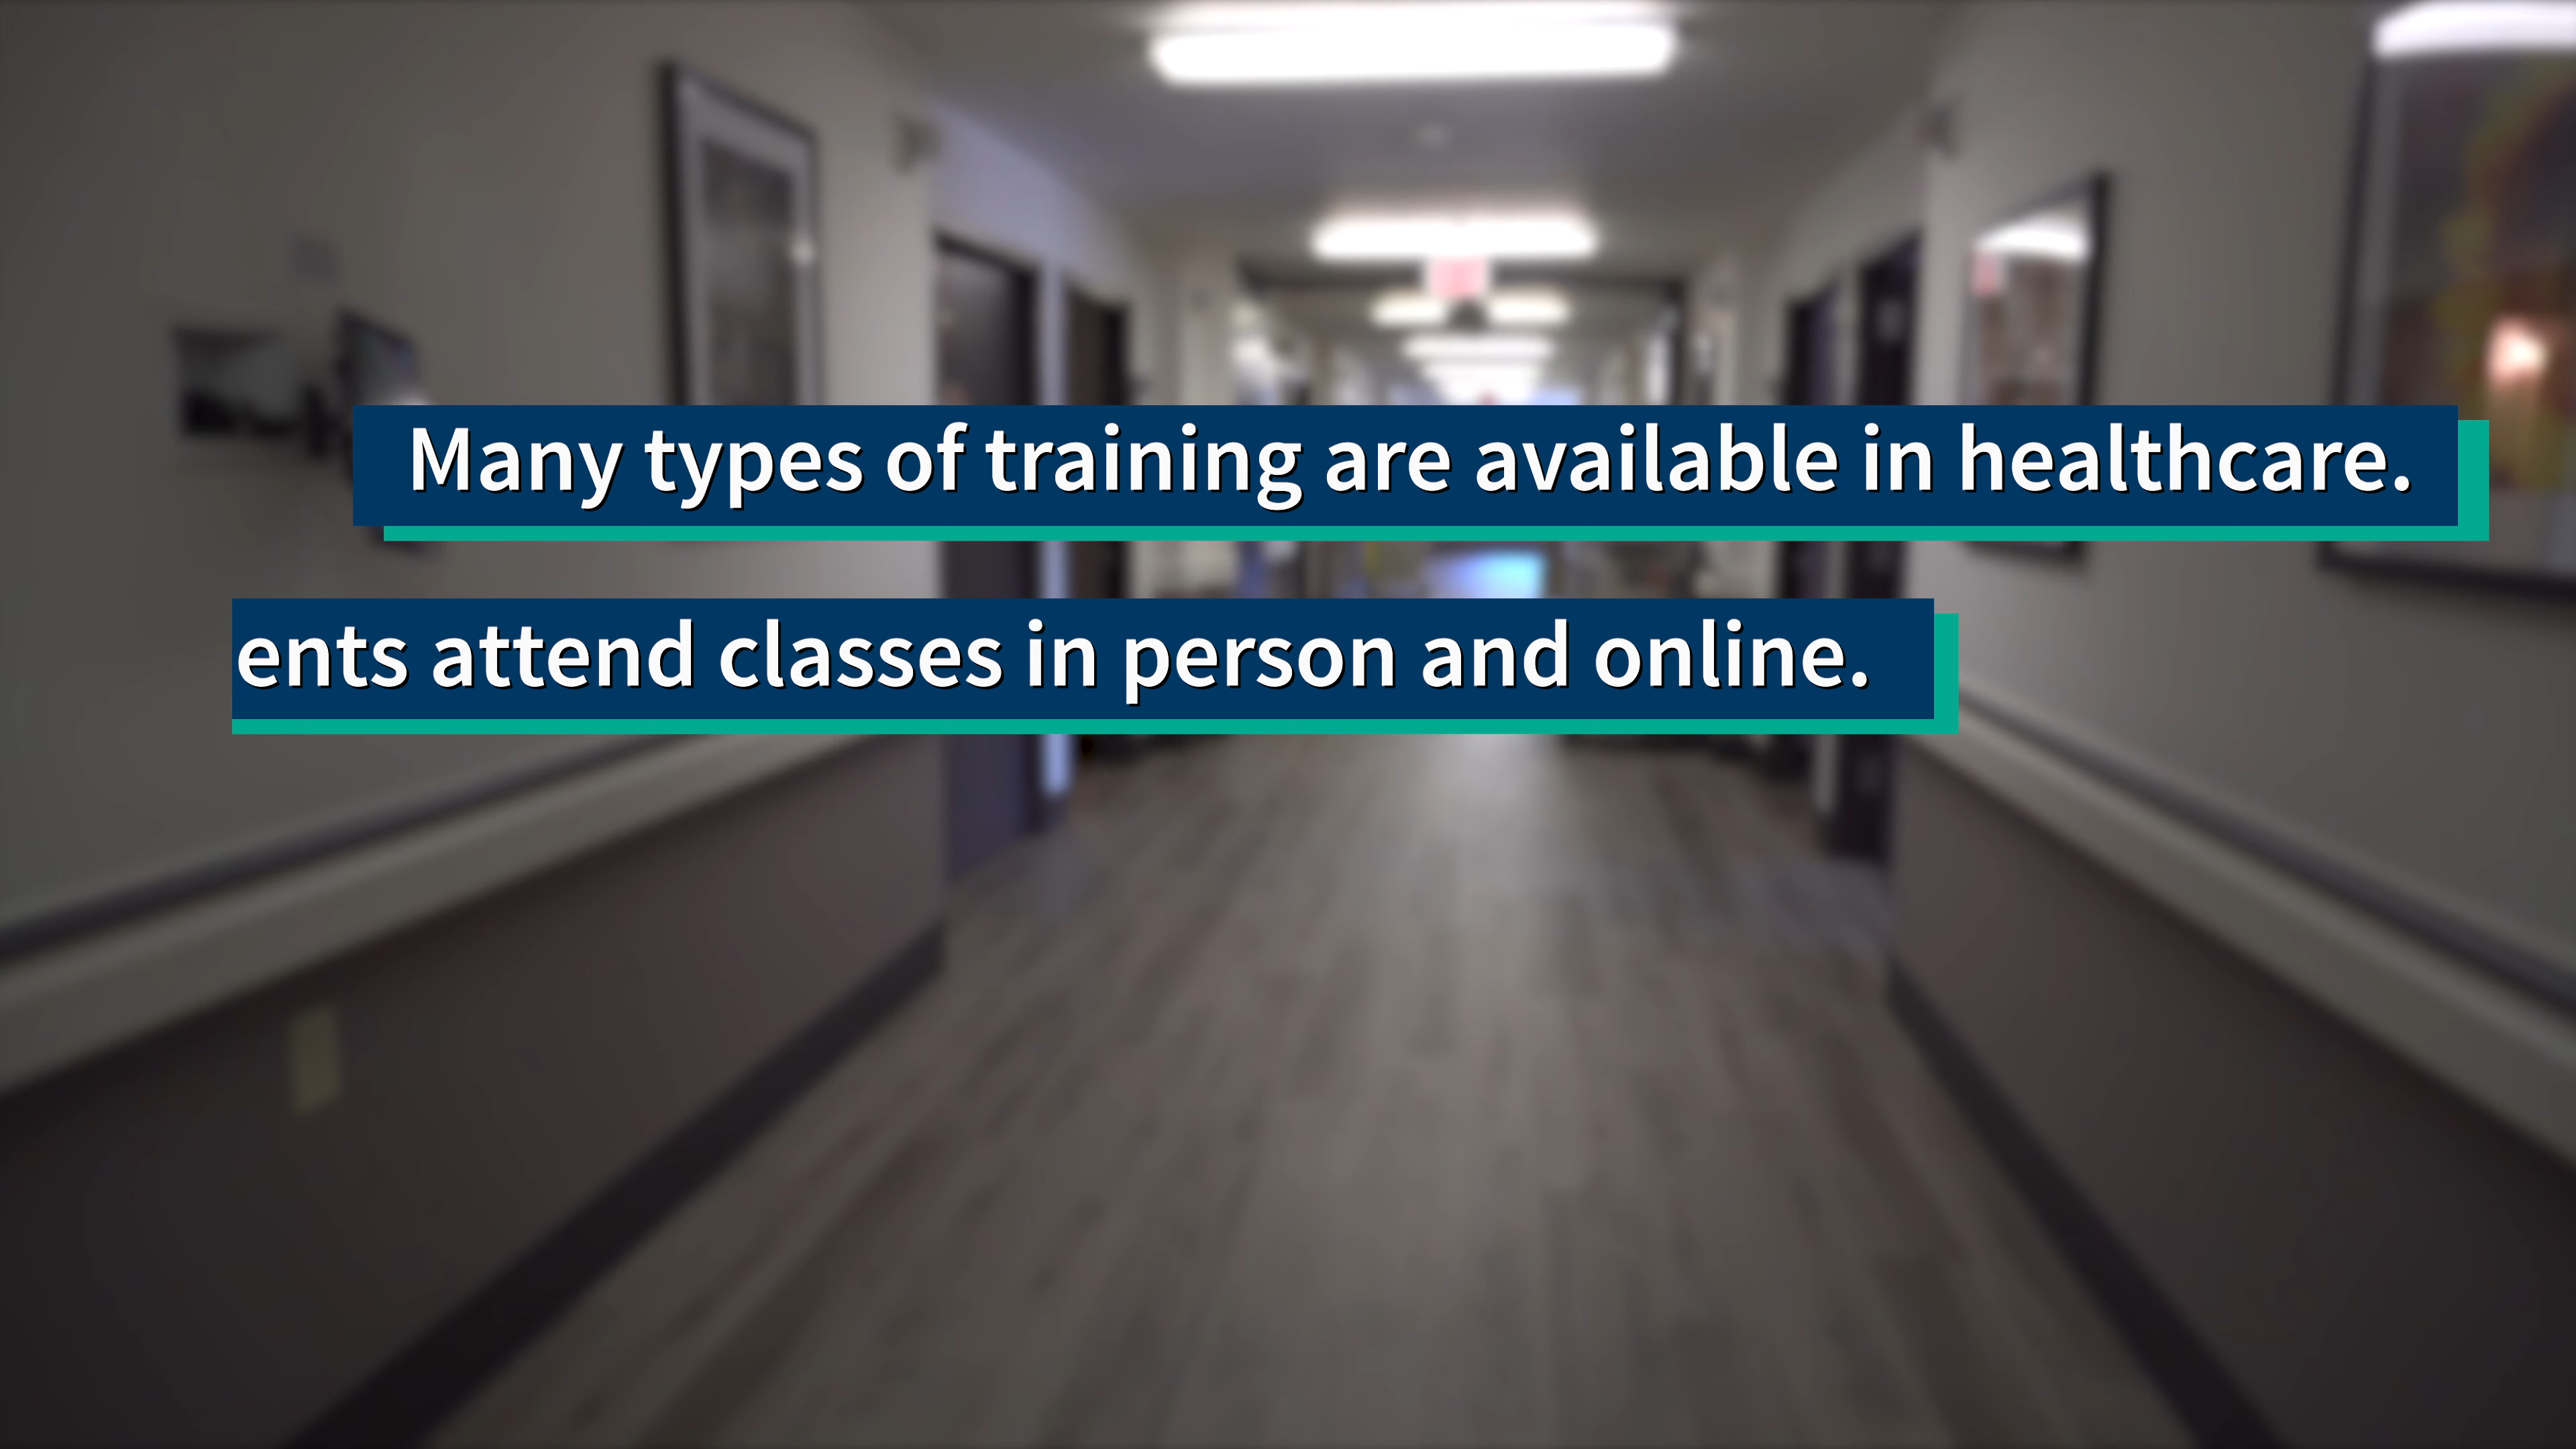 Many types of training are available in healthcare.
ents attend classes in person and online.